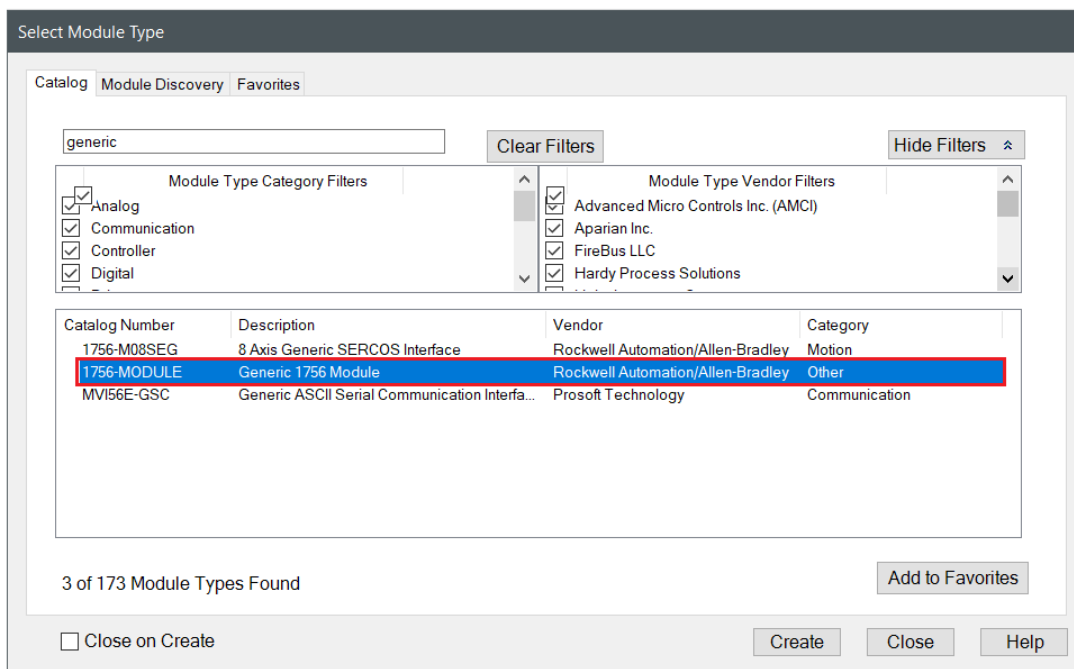 Select Module Type
Catalog Module Discovery Favorites
generic
Clear Filters
Hide Filters
Module Type Category Filters
Analog
Communication
Controller
Digital
Module Type Vendor Filters
Advanced Micro Controls Inc. (AMCI)
Aparian Inc.
FireBus LLC
Hardy Process Solutions
Catalog Number Description Vendor Category
1756-M08SEG 8 Axis Generic SERCOS Interface Rockwell Automation/Allen-Bradley Motion
1756-MODULE Generic 1756 Module Rockwell Automation/Allen-Bradley Other
MVI56E-GSC Generic ASCII Serial Communication Interfa... Prosoft Technology Communication
3 of 173 Module Types Found
Add to Favorites
Close on Create
Create
Close
Help